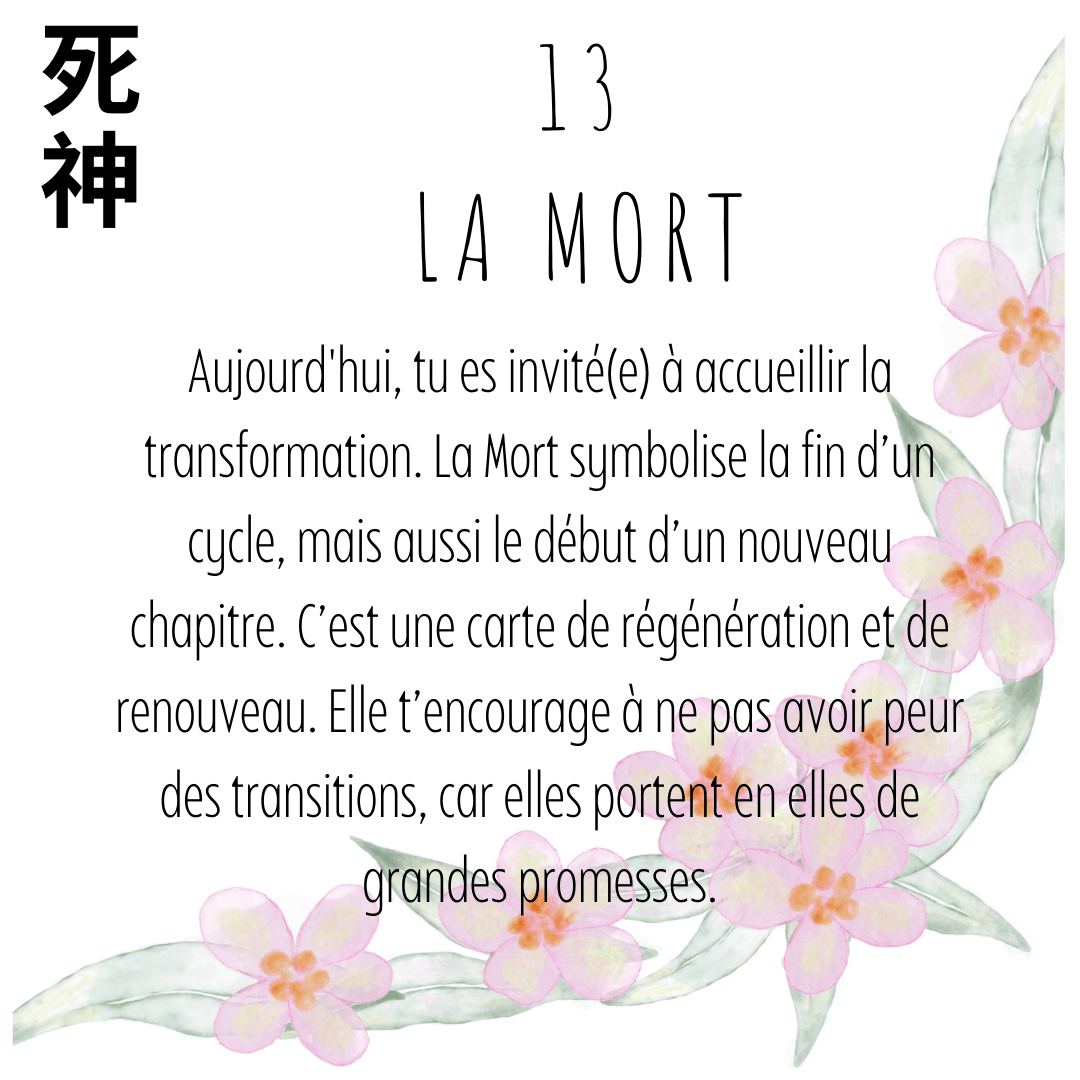 死
神
13
LA MORT
Aujourd'hui, tu es invité(e) à accueillir la
transformation. La Mort symbolise la fin d’un
cycle, mais aussi le début d’un nouveau
chapitre. C’est une carte de régénération et de
renouveau. Elle t’encourage à ne pas avoir peur
des transitions, car elles portent en elles de
grandes promesses.